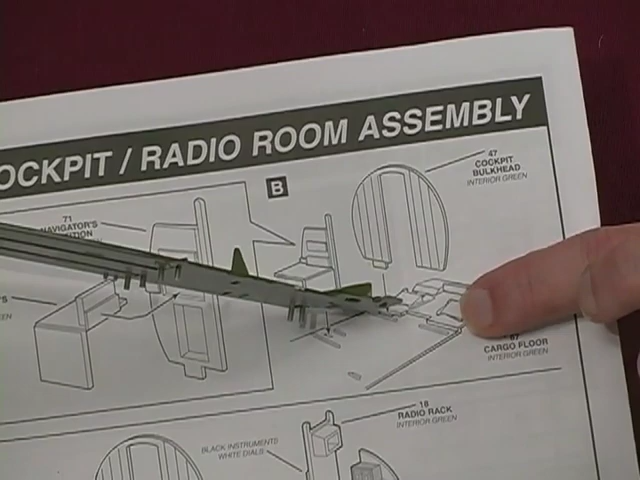 OCKPIT / RADIO ROOM ASSEMBLY
B
47
COCKPIT
BULKHEAD
INTERIOR GREEN
71
NAVIGATOR'S
CARGO FLOOR
INTERIOR GREEN
18
RADIO RACK
INTERIOR GREEN
BLACK INSTRUMENTS
WHITE DIALS